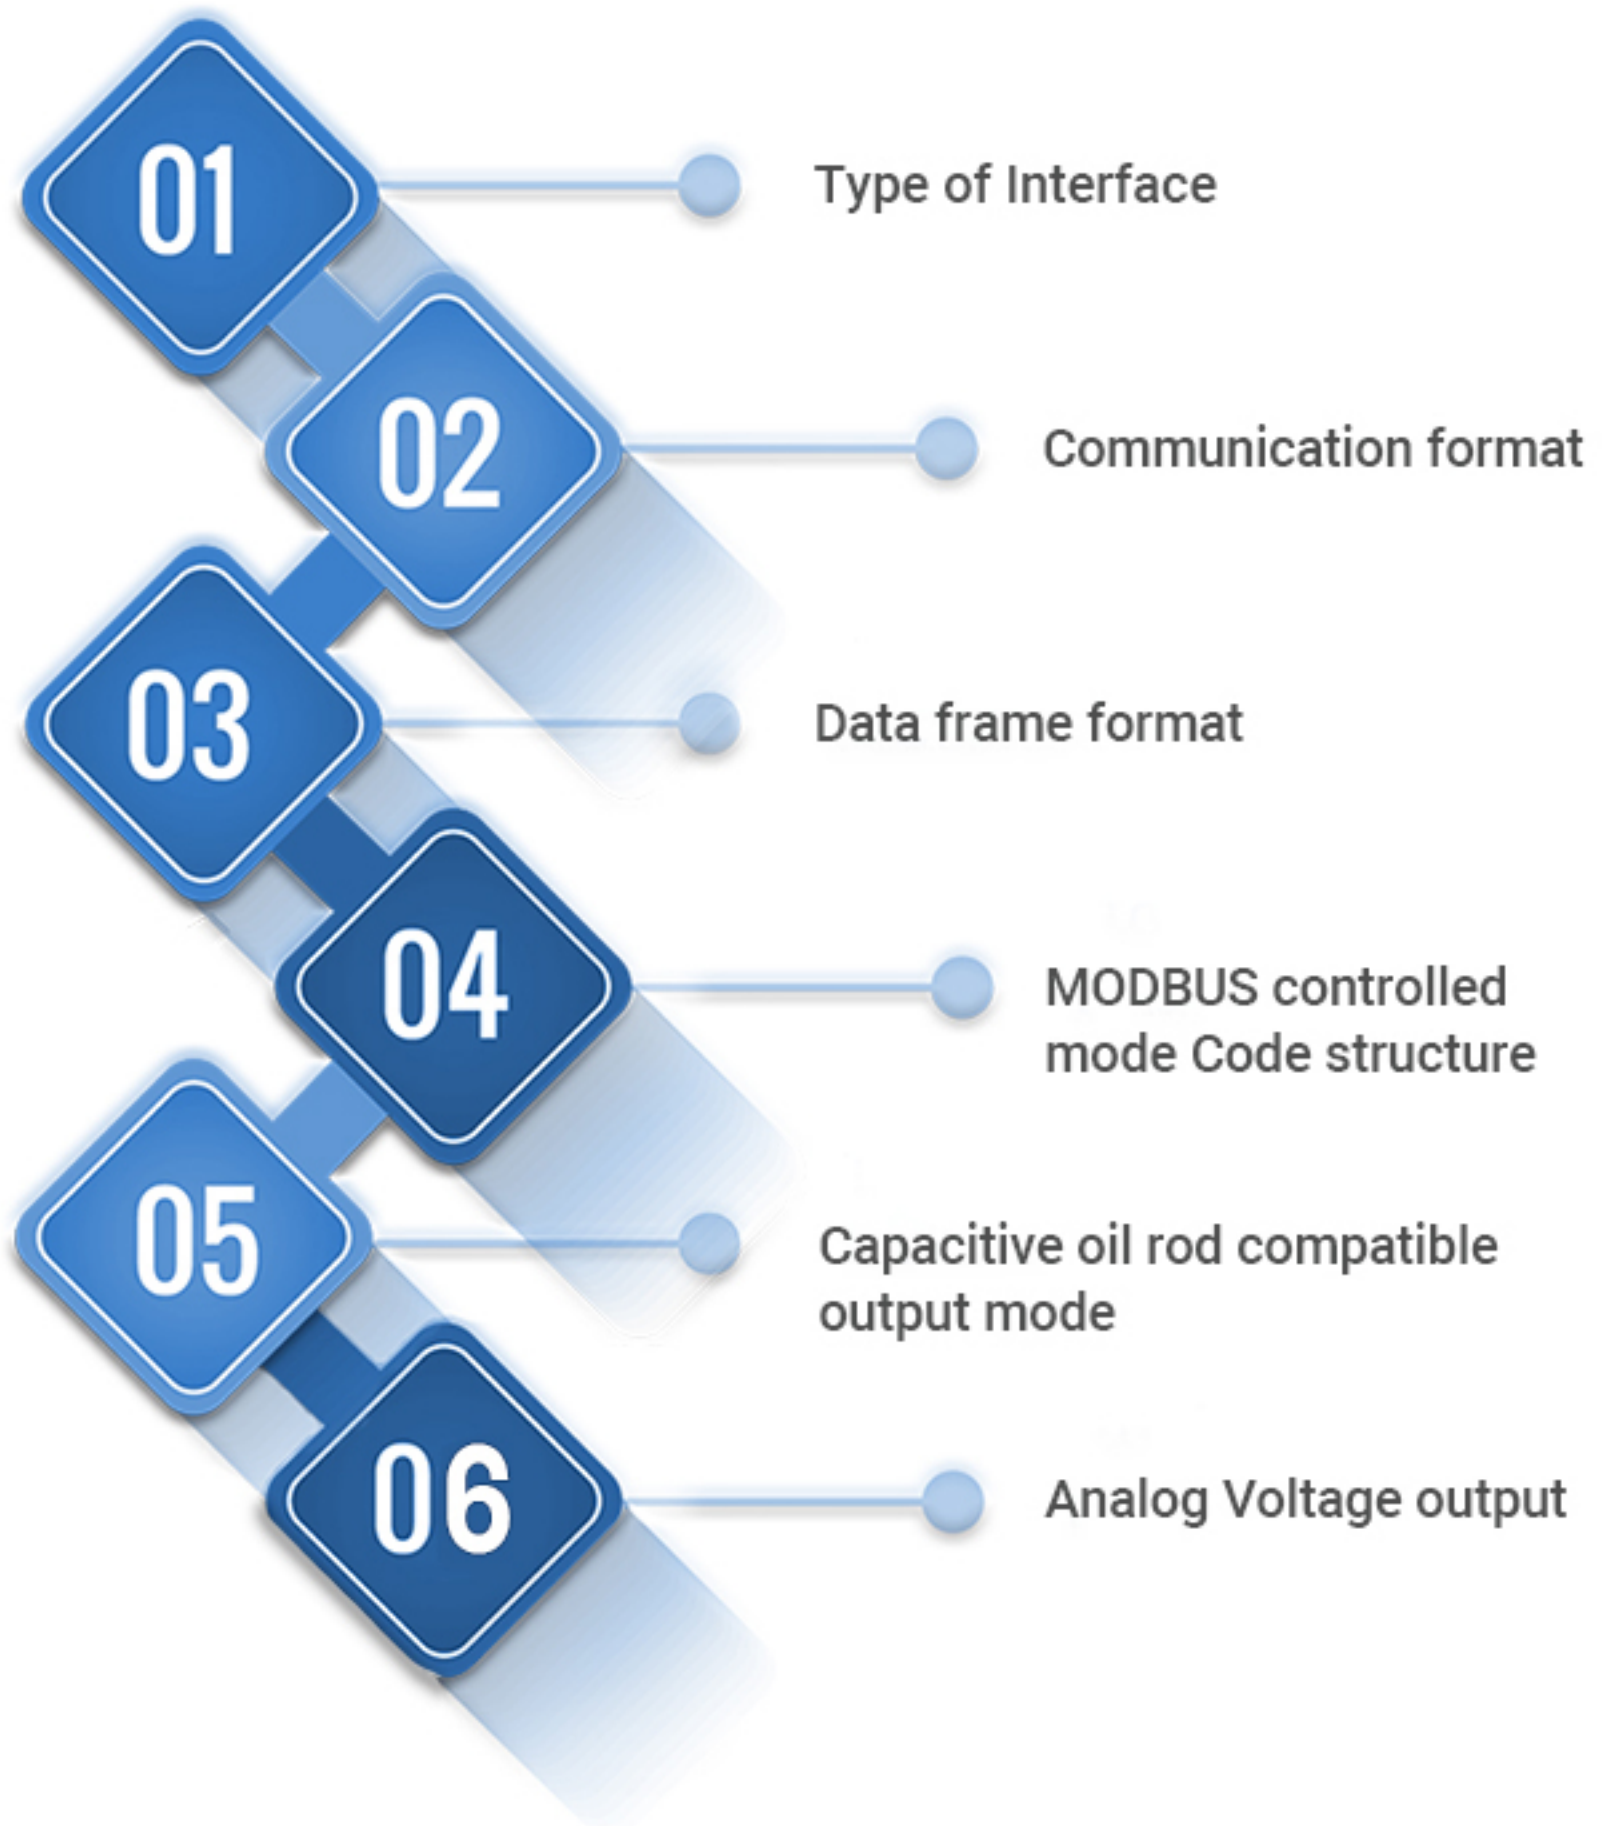 01
Type of Interface
02
Communication format
03
Data frame format
04
MODBUS controlled
mode Code structure
05
Capacitive oil rod compatible
output mode
06
Analog Voltage output